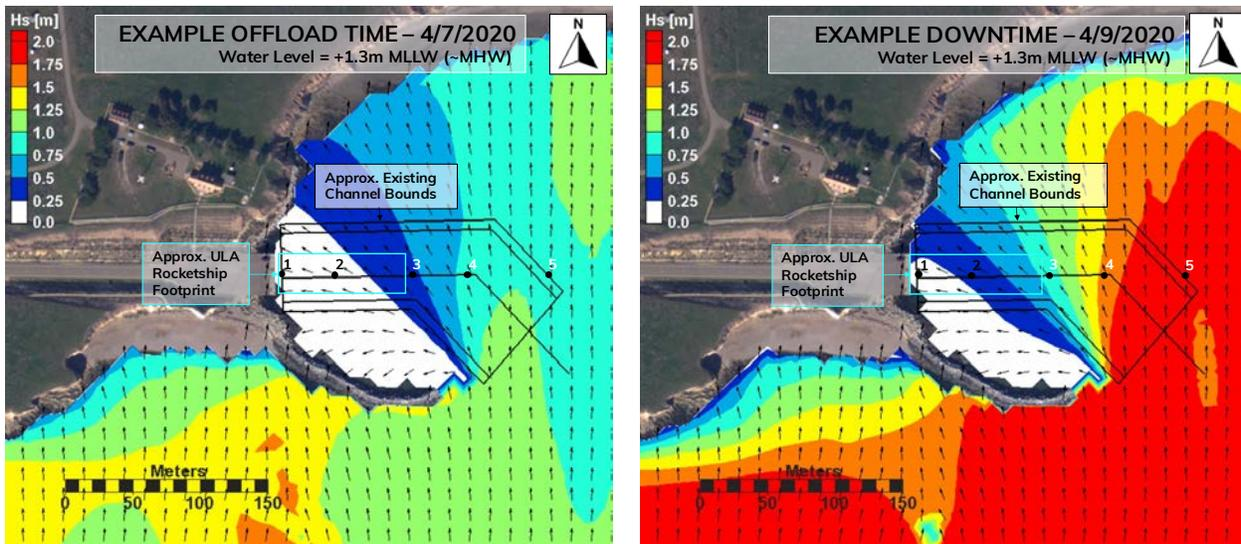 Hs [m]
EXAMPLE OFFLOAD TIME – 4/7/2020
Water Level = +1.3m MLLW (~MHW)
N
2.0
1.75
1.5
1.25
1.0
0.75
0.5
0.25
0.0
Approx. Existing
Channel Bounds
Approx. ULA
Rocketship
Footprint
1 2 3 4 5
Meters
0 50 100 150
Hs [m]
EXAMPLE DOWNTIME – 4/9/2020
Water Level = +1.3m MLLW (~MHW)
N
2.0
1.75
1.5
1.25
1.0
0.75
0.5
0.25
0.0
Approx. Existing
Channel Bounds
Approx. ULA
Rocketship
Footprint
1 2 3 4 5
Meters
0 50 100 150